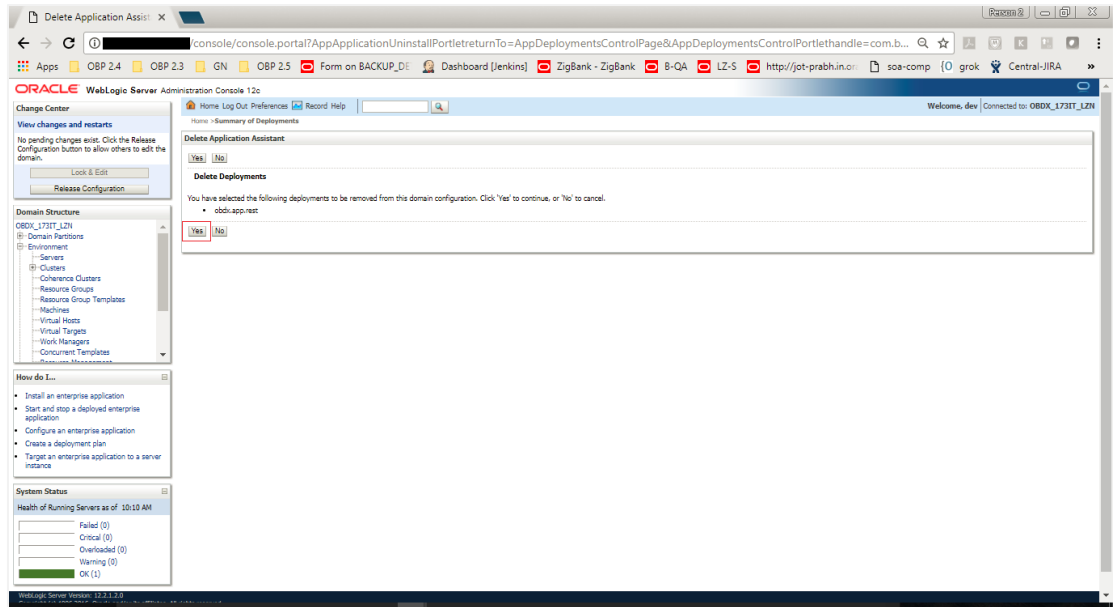 Delete Application Assist
Person 2
/console/console.portal?AppApplicationUninstallPortletreturnTo=AppDeploymentsControlPage&AppDeploymentsControlPortlethandle=com.b...
Apps OBP 2.4 OBP 2.3 GN OBP 2.5 Form on BACKUP_DE Dashboard [Jenkins] ZigBank - ZigBank B-QA LZ-S http://jot-prabh.in.or soa-comp {O grok Central-JIRA »
ORACLE WebLogic Server Administration Console 12c
Change Center
View changes and restarts
No pending changes exist. Click the Release
Configuration button to allow others to edit the
domain.
Lock & Edit
Release Configuration
Domain Structure
OBDX_173IT_LZN
Domain Partitions
Environment
Servers
Clusters
Coherence Clusters
Resource Groups
Resource Group Templates
Machines
Virtual Hosts
Virtual Targets
Work Managers
Concurrent Templates
Resource Management
How do I...
Install an enterprise application
Start and stop a deployed enterprise
application
Configure an enterprise application
Create a deployment plan
Target an enterprise application to a server
instance
System Status
Health of Running Servers as of 10:10 AM
Failed (0)
Critical (0)
Overloaded (0)
Warning (0)
OK (1)
Home Log Out Preferences Record Help
Welcome, dev Connected to: OBDX_173IT_LZN
Home >Summary of Deployments
Delete Application Assistant
Yes No
Delete Deployments
You have selected the following deployments to be removed from this domain configuration. Click 'Yes' to continue, or 'No' to cancel.
obdx.app.rest
Yes No
WebLogic Server Version: 12.2.1.2.0